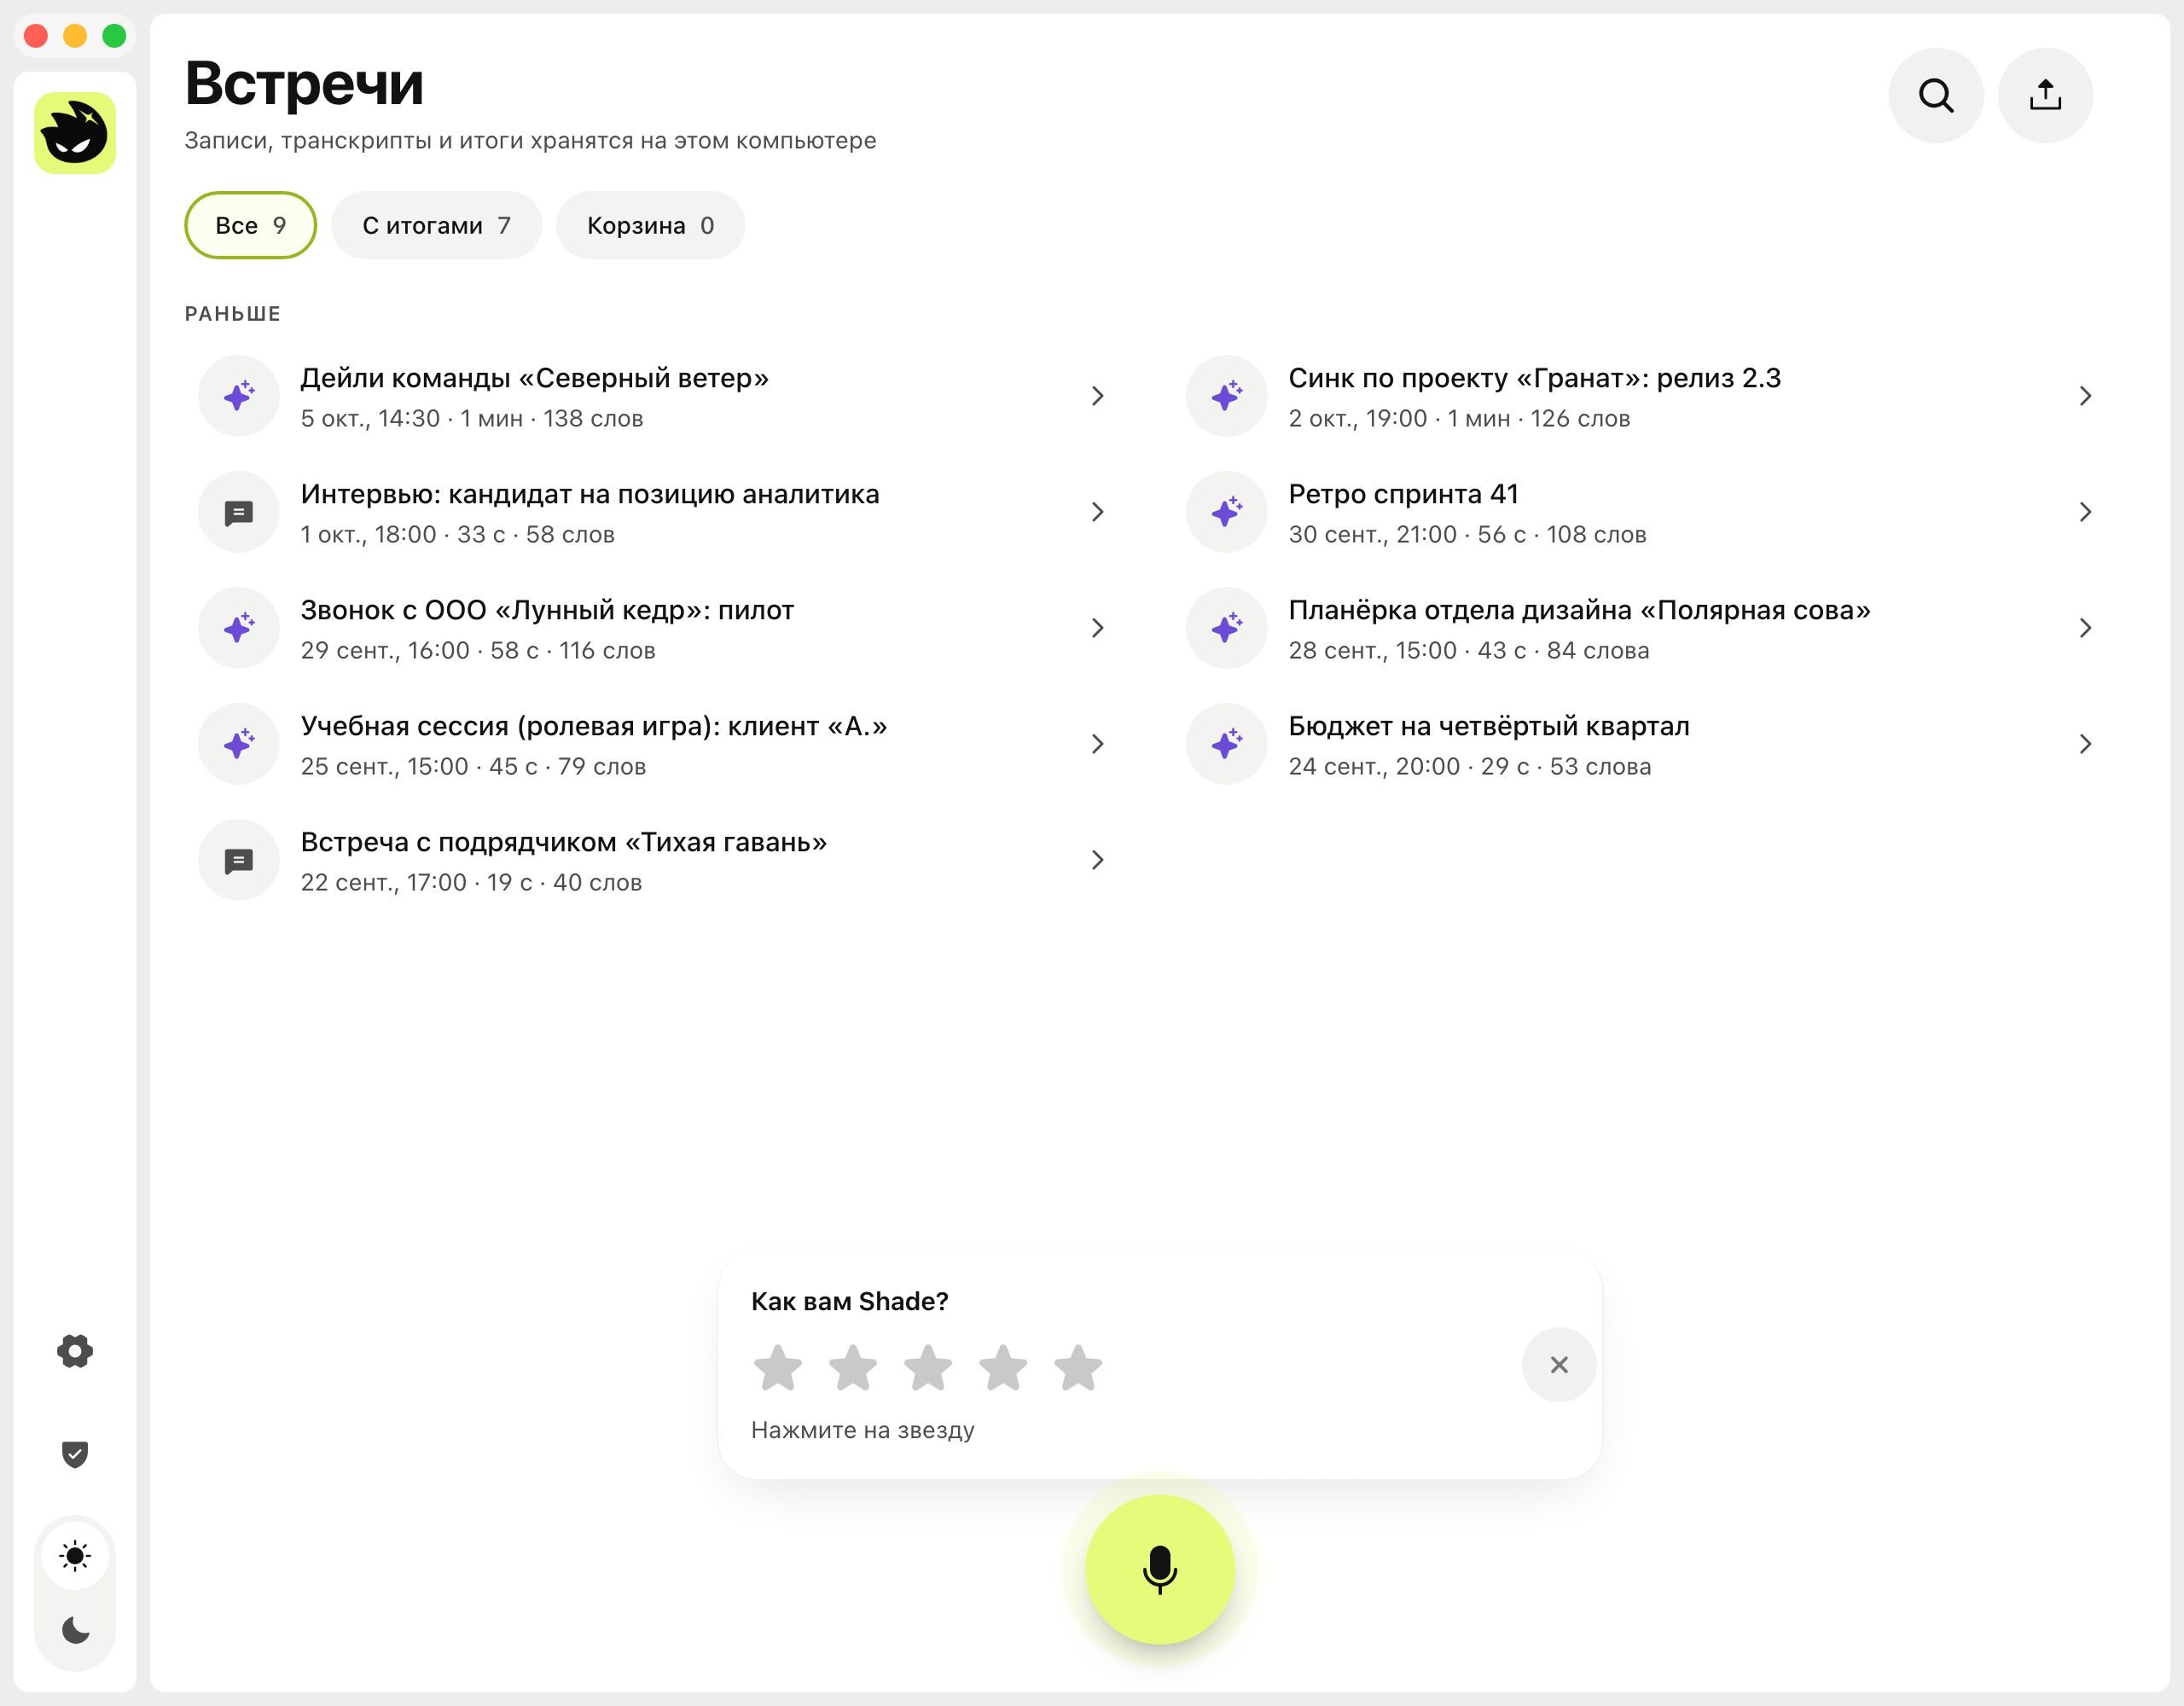 Встречи
Записи, транскрипты и итоги хранятся на этом компьютере
Все 9
С итогами 7
Корзина 0
РАНЬШЕ
Дейли команды «Северный ветер»
5 окт., 14:30 · 1 мин · 138 слов
Синк по проекту «Гранат»: релиз 2.3
2 окт., 19:00 · 1 мин · 126 слов
Интервью: кандидат на позицию аналитика
1 окт., 18:00 · 33 с · 58 слов
Ретро спринта 41
30 сент., 21:00 · 56 с · 108 слов
Звонок с ООО «Лунный кедр»: пилот
29 сент., 16:00 · 58 с · 116 слов
Планёрка отдела дизайна «Полярная сова»
28 сент., 15:00 · 43 с · 84 слова
Учебная сессия (ролевая игра): клиент «А.»
25 сент., 15:00 · 45 с · 79 слов
Бюджет на четвёртый квартал
24 сент., 20:00 · 29 с · 53 слова
Встреча с подрядчиком «Тихая гавань»
22 сент., 17:00 · 19 с · 40 слов
Как вам Shade?
Нажмите на звезду